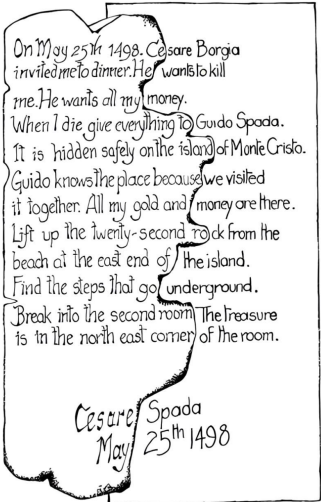 On May 25th 1498. Cesare Borgia
invited me to dinner. He wants to kill
me. He wants all my money.
When I die give everything to Guido Spada.
It is hidden safely on the island of Monte Cristo.
Guido knows the place because we visited
it together. All my gold and money are there.
Lift up the twenty-second rock from the
beach at the east end of the island.
Find the steps that go underground.
Break into the second room The treasure
is in the north east corner of the room.
Cesare Spada
May 25th 1498